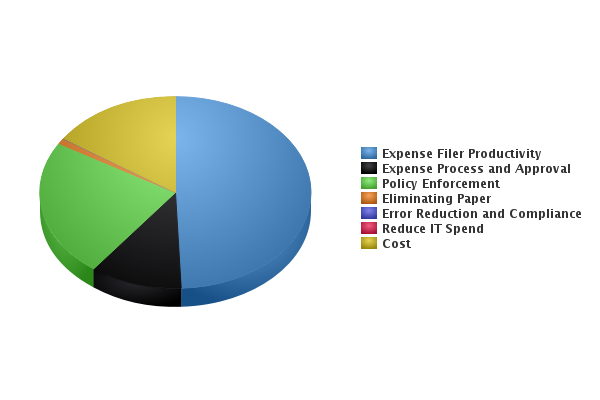 Expense Filer Productivity
Expense Process and Approval
Policy Enforcement
Eliminating Paper
Error Reduction and Compliance
Reduce IT Spend
Cost